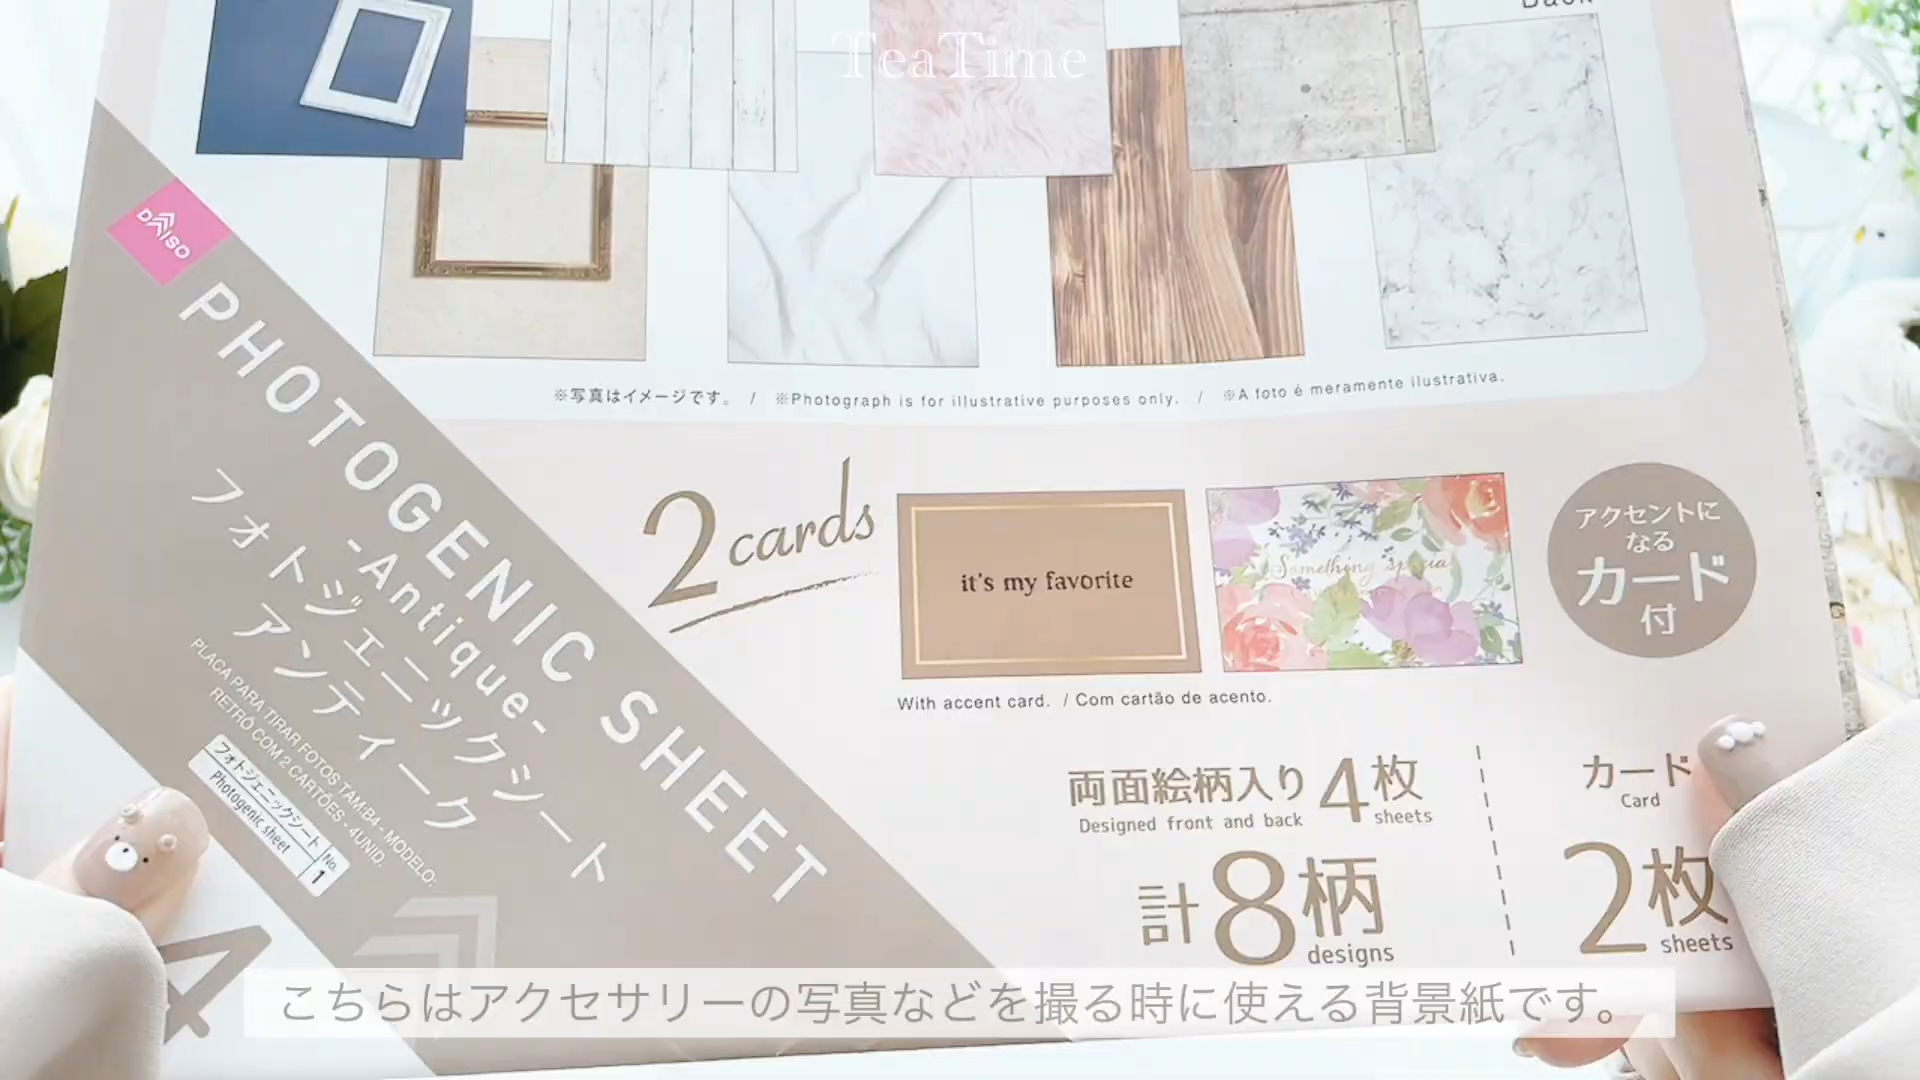 Back
TeaTime
DAISO
PHOTOGENIC SHEET
-Antique-
フォトジェニックシート
アンティーク
PLACA PARA TIRAR FOTOS TAM:B4 - MODELO:
RETRÔ COM 2 CARTÕES - 4UNID.
フォトジェニックシート
Photogenic sheet
No.
1
※写真はイメージです。 / ※Photograph is for illustrative purposes only. / ※A foto é meramente ilustrativa.
2 cards
it's my favorite
Something special
アクセントに
なる
カード
付
With accent card. / Com cartão de acento.
両面絵柄入り 4枚
Designed front and back sheets
計8柄
designs
カード
Card
2枚
sheets
4
こちらはアクセサリーの写真などを撮る時に使える背景紙です。